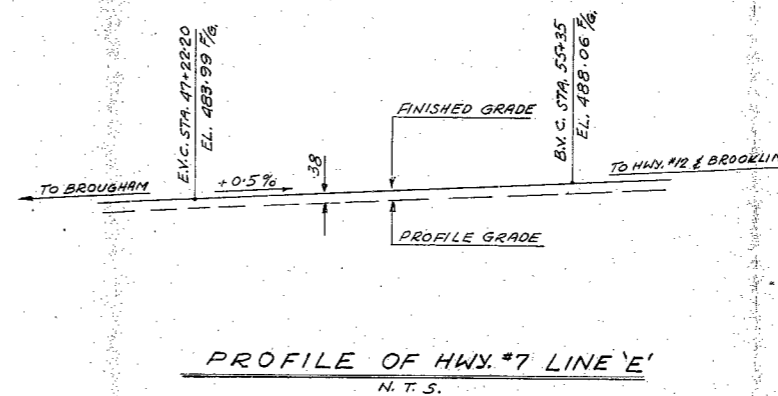 E.V.C. STA. 47+22.20
EL. 483.99 F/G.
B.V.C. STA. 55+35
EL. 488.06 F/G.
FINISHED GRADE
38
TO HWY. #12 & BROOKLIN
TO BROUGHAM
+0.5%
PROFILE GRADE
PROFILE OF HWY. #7 LINE 'E'
N.T.S.